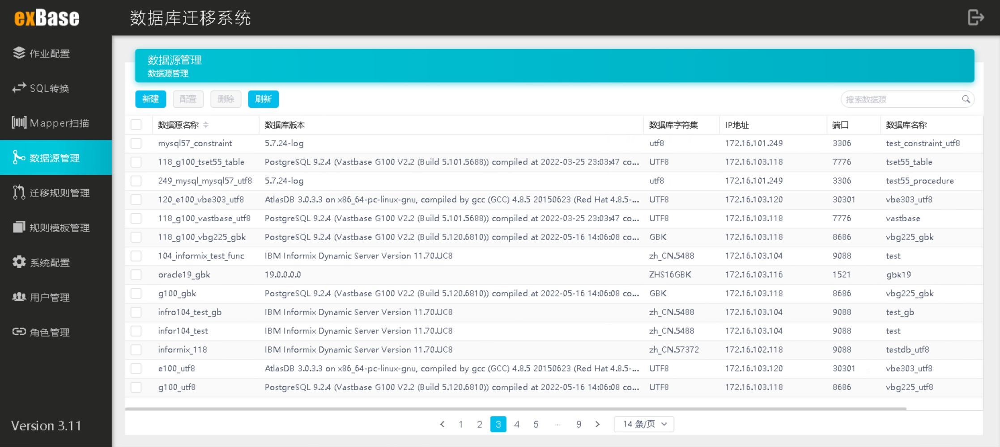 exBase
数据库迁移系统
作业配置
SQL转换
Mapper扫描
数据源管理
迁移规则管理
规则模板管理
系统配置
用户管理
角色管理
Version 3.11
数据源管理
数据源管理
新建 配置 删除 刷新 搜索数据源
数据源名称 数据库版本 数据库字符集 IP地址 端口 数据库名称
mysql57_constraint 5.7.24-log utf8 172.16.101.249 3306 test_constraint_utf8
118_g100_tset55_table PostgreSQL 9.2.4 (Vastbase G100 V2.2 (Build 5.101.5688)) compiled at 2022-03-25 23:03:47 co... UTF8 172.16.103.118 7776 tset55_table
249_mysql_mysql57_utf8 5.7.24-log utf8 172.16.101.249 3306 test55_procedure
120_e100_vbe303_utf8 AtlasDB 3.0.3.3 on x86_64-pc-linux-gnu, compiled by gcc (GCC) 4.8.5 20150623 (Red Hat 4.8.5-... UTF8 172.16.103.120 30301 vbe303_utf8
118_g100_vastbase_utf8 PostgreSQL 9.2.4 (Vastbase G100 V2.2 (Build 5.101.5688)) compiled at 2022-03-25 23:03:47 co... UTF8 172.16.103.118 7776 vastbase
118_g100_vbg225_gbk PostgreSQL 9.2.4 (Vastbase G100 V2.2 (Build 5.120.6810)) compiled at 2022-05-16 14:06:08 co... GBK 172.16.103.118 8686 vbg225_gbk
104_informix_test_func IBM Informix Dynamic Server Version 11.70.UC8 zh_CN.5488 172.16.103.104 9088 test
oracle19_gbk 19.0.0.0.0 ZHS16GBK 172.16.103.116 1521 gbk19
g100_gbk PostgreSQL 9.2.4 (Vastbase G100 V2.2 (Build 5.120.6810)) compiled at 2022-05-16 14:06:08 co... GBK 172.16.103.118 8686 vbg225_gbk
infro104_test_gb IBM Informix Dynamic Server Version 11.70.UC8 zh_CN.5488 172.16.103.104 9088 test_gb
infor104_test IBM Informix Dynamic Server Version 11.70.UC8 zh_CN.5488 172.16.103.104 9088 test
informix_118 IBM Informix Dynamic Server Version 11.70.UC8 zh_CN.57372 172.16.102.118 9088 testdb_utf8
e100_utf8 AtlasDB 3.0.3.3 on x86_64-pc-linux-gnu, compiled by gcc (GCC) 4.8.5 20150623 (Red Hat 4.8.5-... UTF8 172.16.103.120 30301 vbe303_utf8
g100_utf8 PostgreSQL 9.2.4 (Vastbase G100 V2.2 (Build 5.120.6810)) compiled at 2022-05-16 14:06:08 co... UTF8 172.16.103.118 8686 vbg225_utf8
1 2 3 4 5 ... 9 14 条/页